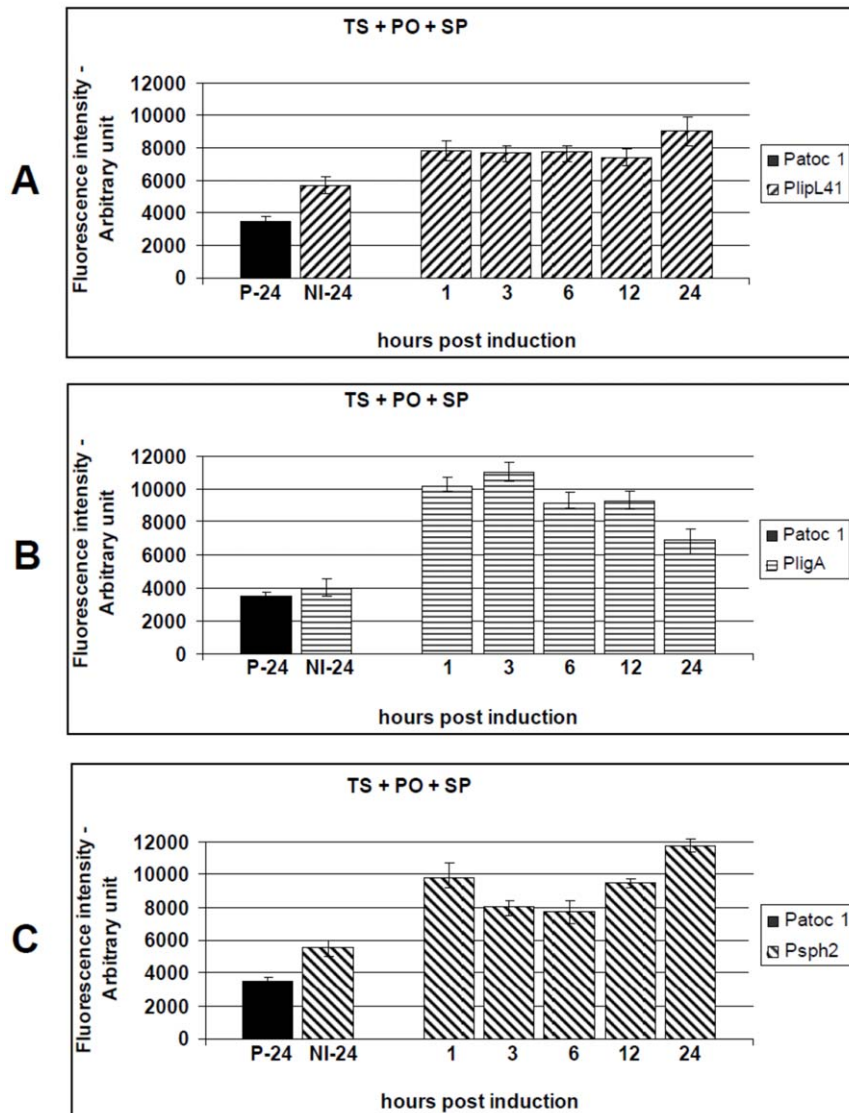 A
TS + PO + SP
Fluorescence intensity -
Arbitrary unit
12000
10000
8000
6000
4000
2000
0
P-24 NI-24 1 3 6 12 24
hours post induction
Patoc 1
PlipL41
B
TS + PO + SP
Fluorescence intensity -
Arbitrary unit
12000
10000
8000
6000
4000
2000
0
P-24 NI-24 1 3 6 12 24
hours post induction
Patoc 1
PligA
C
TS + PO + SP
Fluorescence intensity -
Arbitrary unit
12000
10000
8000
6000
4000
2000
0
P-24 NI-24 1 3 6 12 24
hours post induction
Patoc 1
Psph2